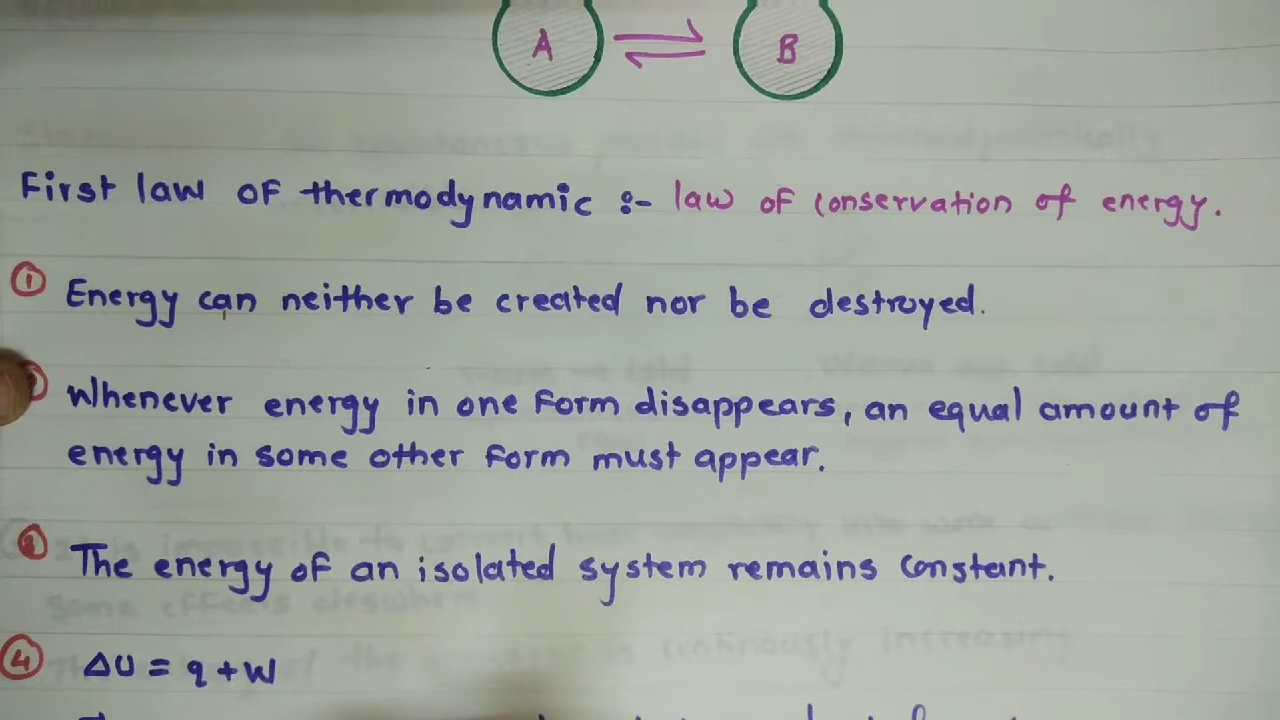 A ⇌ B
First law of thermodynamic :- law of conservation of energy.
① Energy can neither be created nor be destroyed.
Whenever energy in one form disappears, an equal amount of
energy in some other form must appear.
The energy of an isolated system remains constant.
④ ΔU = q + W